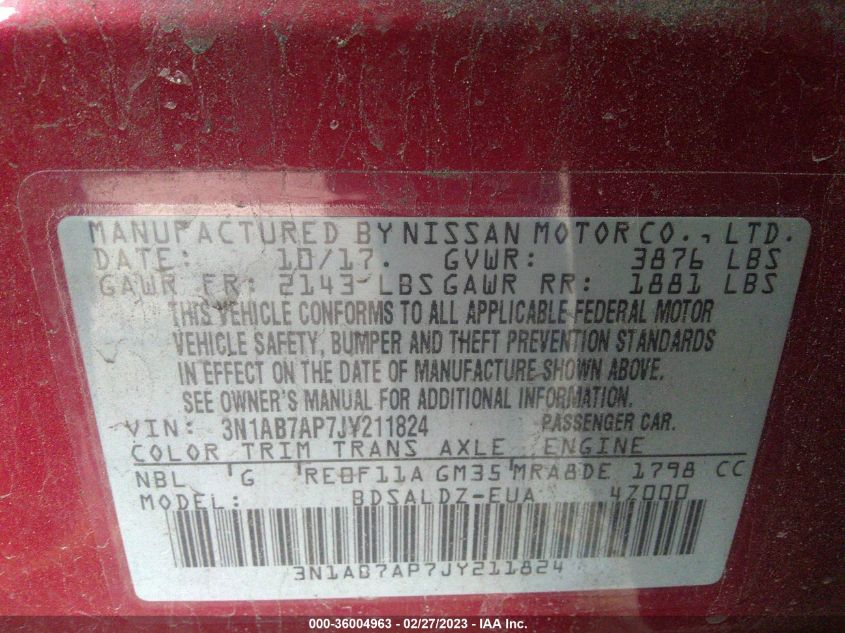 MANUFACTURED BY NISSAN MOTOR CO., LTD.
DATE: 10/17. GVWR: 3876 LBS
GAWR FR: 2143 LBS GAWR RR: 1881 LBS
THIS VEHICLE CONFORMS TO ALL APPLICABLE FEDERAL MOTOR
VEHICLE SAFETY, BUMPER AND THEFT PREVENTION STANDARDS
IN EFFECT ON THE DATE OF MANUFACTURE SHOWN ABOVE.
SEE OWNER'S MANUAL FOR ADDITIONAL INFORMATION.
VIN: 3N1AB7AP7JY211824 PASSENGER CAR.
COLOR TRIM TRANS AXLE ENGINE
NBL G RE0F11A GM35 MRA8DE 1798 CC
MODEL: BDSALDZ-EUA 47000
3N1AB7AP7JY211824
000-36004963 - 02/27/2023 - IAA Inc.